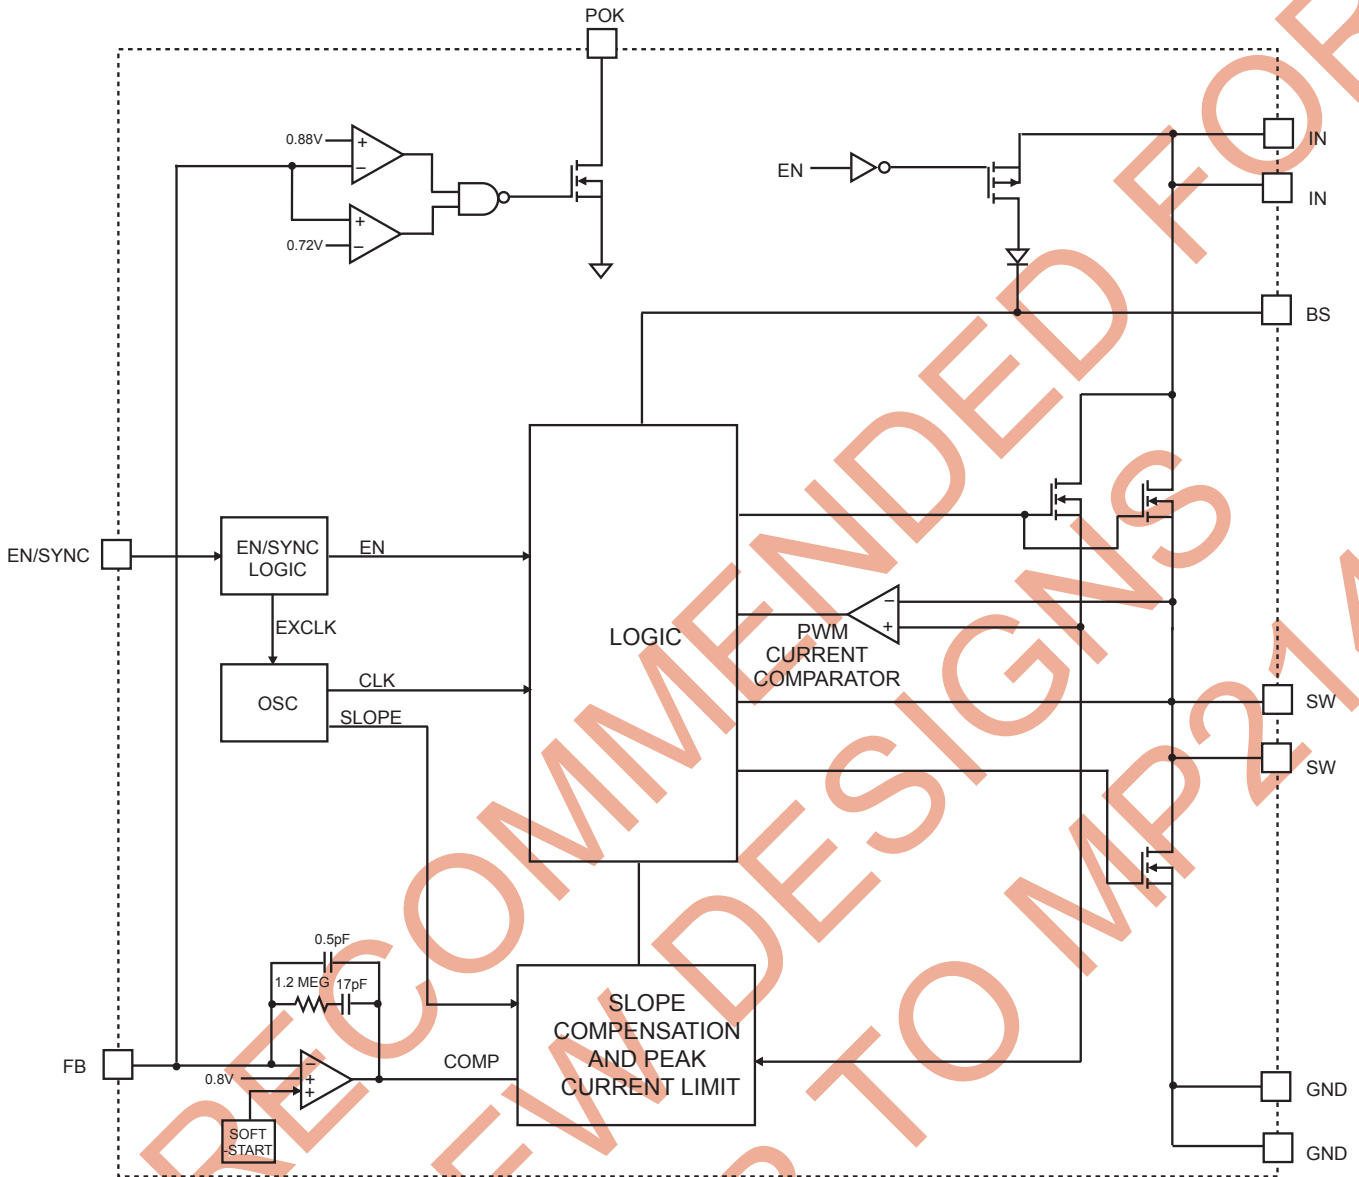 POK
0.88V
+
−
0.72V
+
−
EN
IN
IN
BS
EN/SYNC
EN/SYNC
LOGIC
EN
EXCLK
OSC
CLK
SLOPE
LOGIC
−
+
PWM
CURRENT
COMPARATOR
SW
SW
0.5pF
1.2 MEG
17pF
FB
−
0.8V
+
+
COMP
SOFT
-START
SLOPE
COMPENSATION
AND PEAK
CURRENT LIMIT
GND
GND
RECOMMENDED FOR
EW DESIGNS
TO MP214